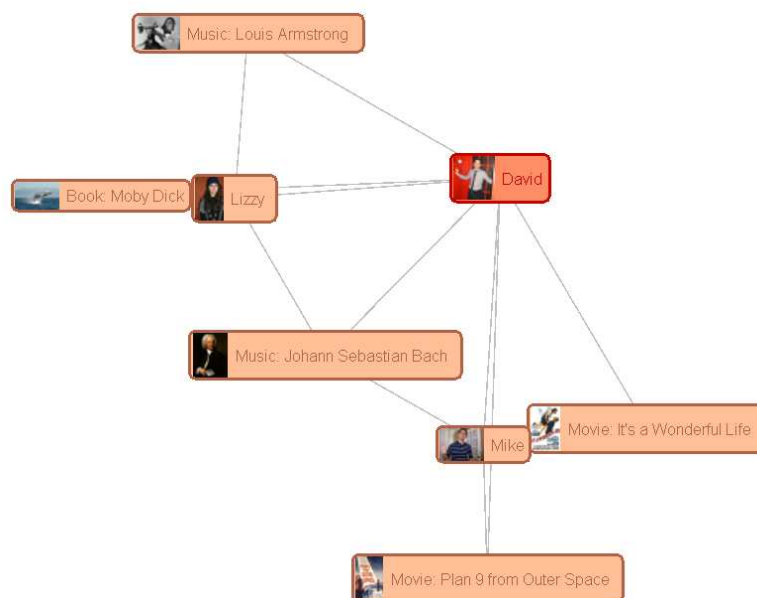 Music: Louis Armstrong
David
Book: Moby Dick
Lizzy
Music: Johann Sebastian Bach
Movie: It's a Wonderful Life
Mike
Movie: Plan 9 from Outer Space